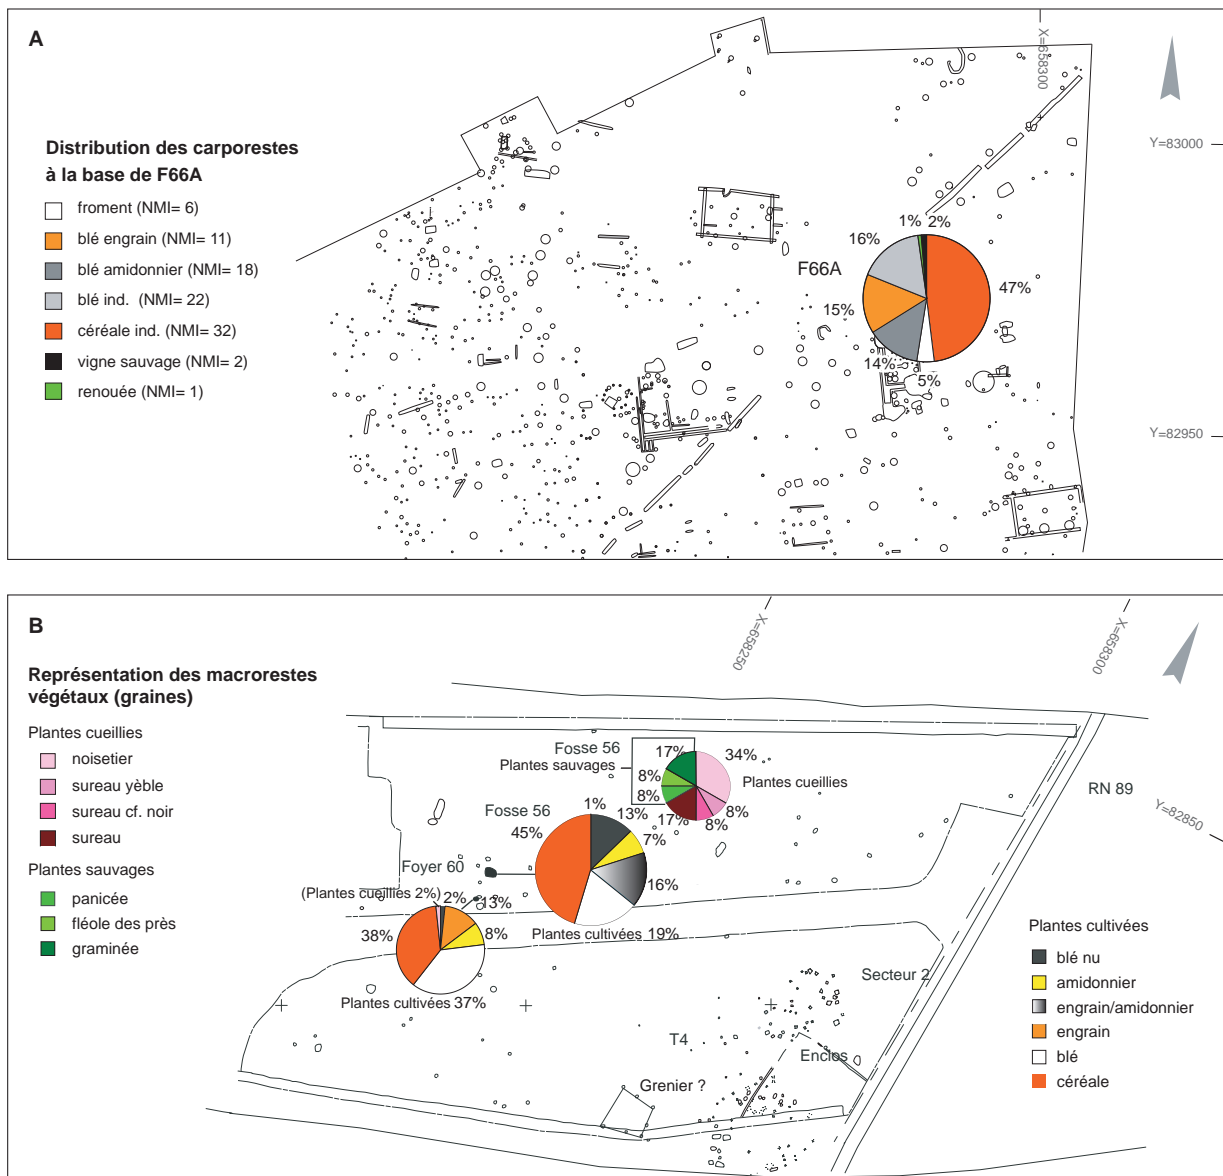 A
X=658300
Y=83000
Distribution des carporestes
à la base de F66A
froment (NMI= 6)
blé engrain (NMI= 11)
blé amidonnier (NMI= 18)
blé ind. (NMI= 22)
céréale ind. (NMI= 32)
vigne sauvage (NMI= 2)
renouée (NMI= 1)
1% 2%
16%
F66A
47%
15%
14%
5%
Y=82950
B
X=658250
X=658300
Représentation des macrorestes
végétaux (graines)
Plantes cueillies
noisetier
sureau yèble
sureau cf. noir
sureau
Plantes sauvages
panicée
fléole des près
graminée
Fosse 56
Plantes sauvages
17%
34%
8%
8%
Plantes cueillies
17%
8%
8%
RN 89
Y=82850
Fosse 56
1%
13%
45%
7%
16%
Plantes cultivées 19%
Foyer 60
(Plantes cueillies 2%)
2%
13%
38%
8%
Plantes cultivées 37%
Secteur 2
T4
Enclos
Grenier ?
Plantes cultivées
blé nu
amidonnier
engrain/amidonnier
engrain
blé
céréale